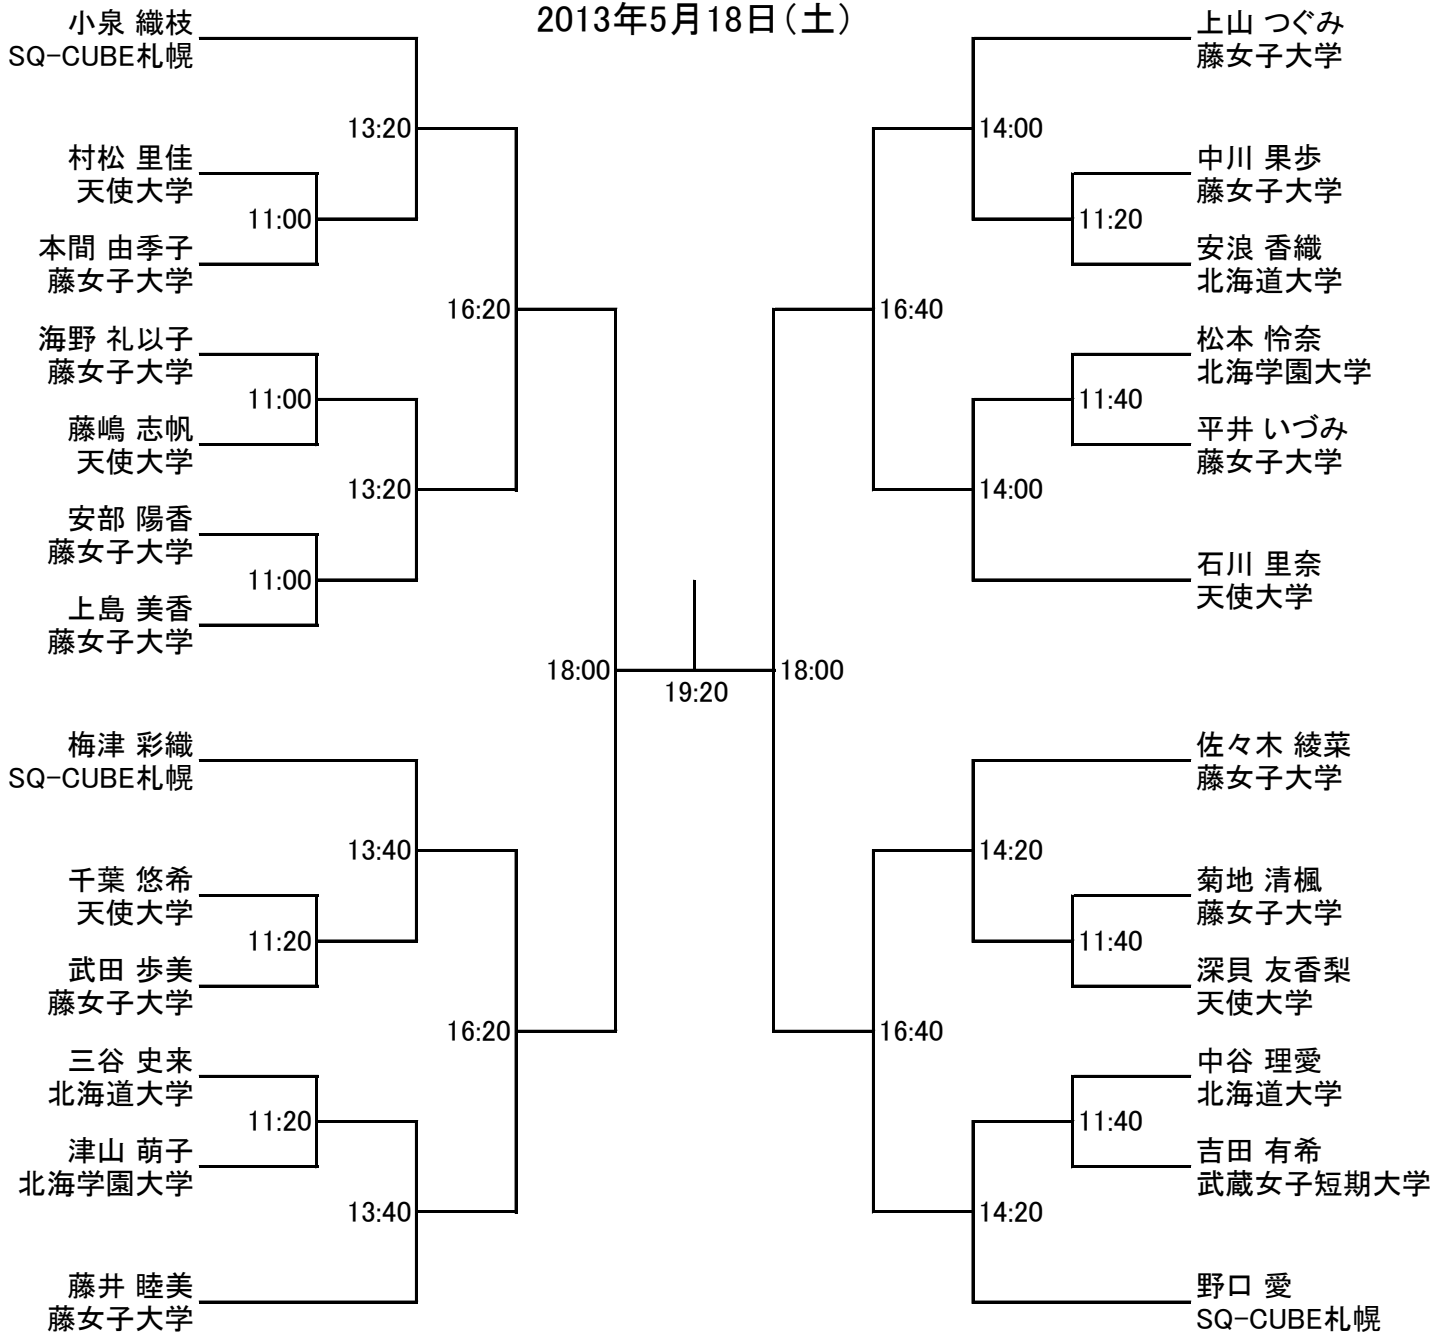 2013年5月18日(土)
小泉 織枝
SQ-CUBE札幌
13:20
村松 里佳
天使大学
11:00
本間 由季子
藤女子大学
16:20
海野 礼以子
藤女子大学
11:00
藤嶋 志帆
天使大学
13:20
安部 陽香
藤女子大学
11:00
上島 美香
藤女子大学
18:00
梅津 彩織
SQ-CUBE札幌
13:40
千葉 悠希
天使大学
11:20
武田 歩美
藤女子大学
16:20
三谷 史来
北海道大学
11:20
津山 萌子
北海学園大学
13:40
藤井 睦美
藤女子大学
19:20
上山 つぐみ
藤女子大学
14:00
中川 果歩
藤女子大学
11:20
安浪 香織
北海道大学
16:40
松本 怜奈
北海学園大学
11:40
平井 いづみ
藤女子大学
14:00
石川 里奈
天使大学
18:00
佐々木 綾菜
藤女子大学
14:20
菊地 清楓
藤女子大学
11:40
深貝 友香梨
天使大学
16:40
中谷 理愛
北海道大学
11:40
吉田 有希
武蔵女子短期大学
14:20
野口 愛
SQ-CUBE札幌